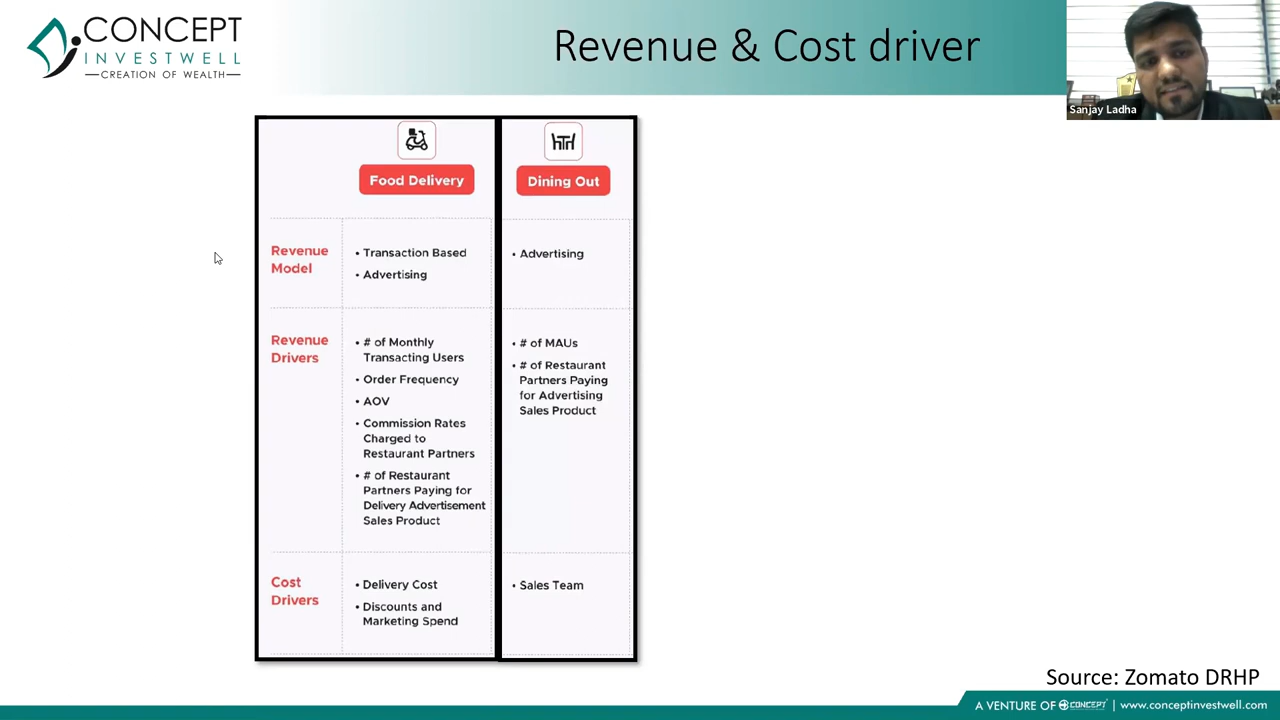 CONCEPT
INVESTWELL
CREATION OF WEALTH
Revenue & Cost driver
Sanjay Ladha
Food Delivery
Dining Out
Revenue
Model
• Transaction Based
• Advertising
• Advertising
Revenue
Drivers
• # of Monthly
Transacting Users
• Order Frequency
• AOV
• Commission Rates
Charged to
Restaurant Partners
• # of Restaurant
Partners Paying for
Delivery Advertisement
Sales Product
• # of MAUs
• # of Restaurant
Partners Paying
for Advertising
Sales Product
Cost
Drivers
• Delivery Cost
• Discounts and
Marketing Spend
• Sales Team
Source: Zomato DRHP
A VENTURE OF CONCEPT | www.conceptinvestwell.com